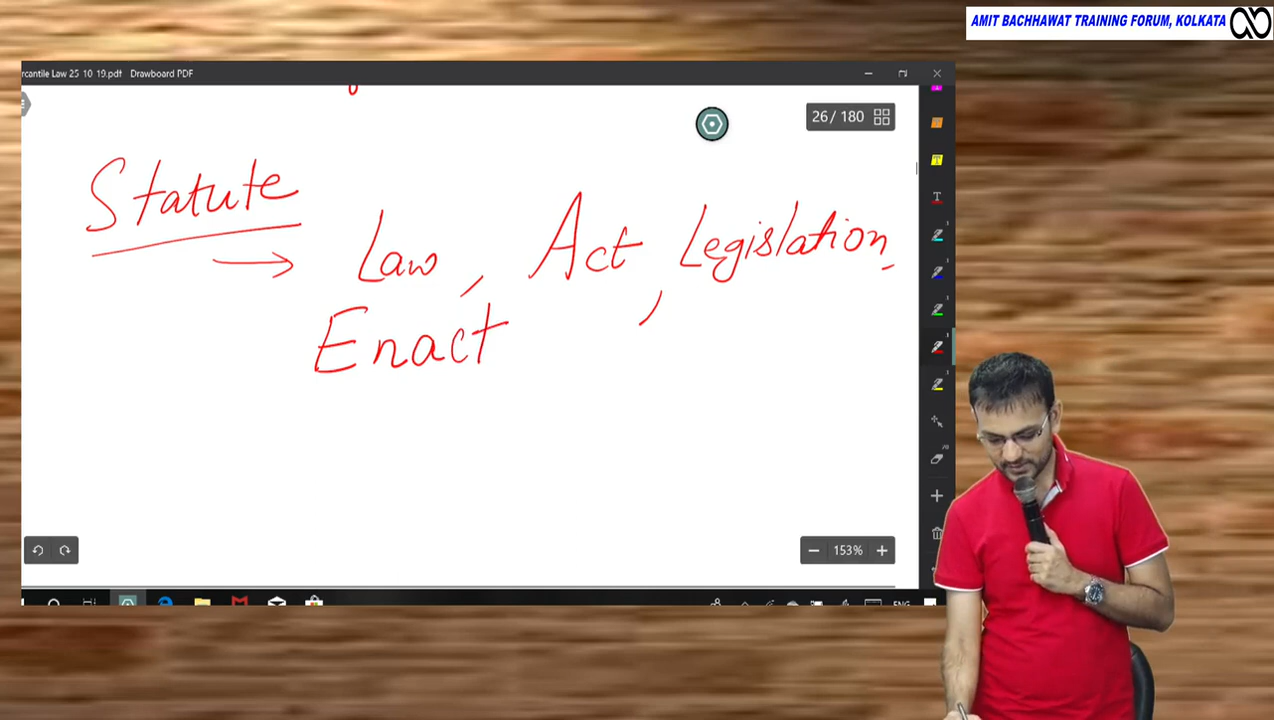 AMIT BACHHAWAT TRAINING FORUM, KOLKATA
rcantile Law 25 10 19.pdf Drawboard PDF
26 / 180
Statute
→ Law, Act, Legislation,
Enact
153%
ENG